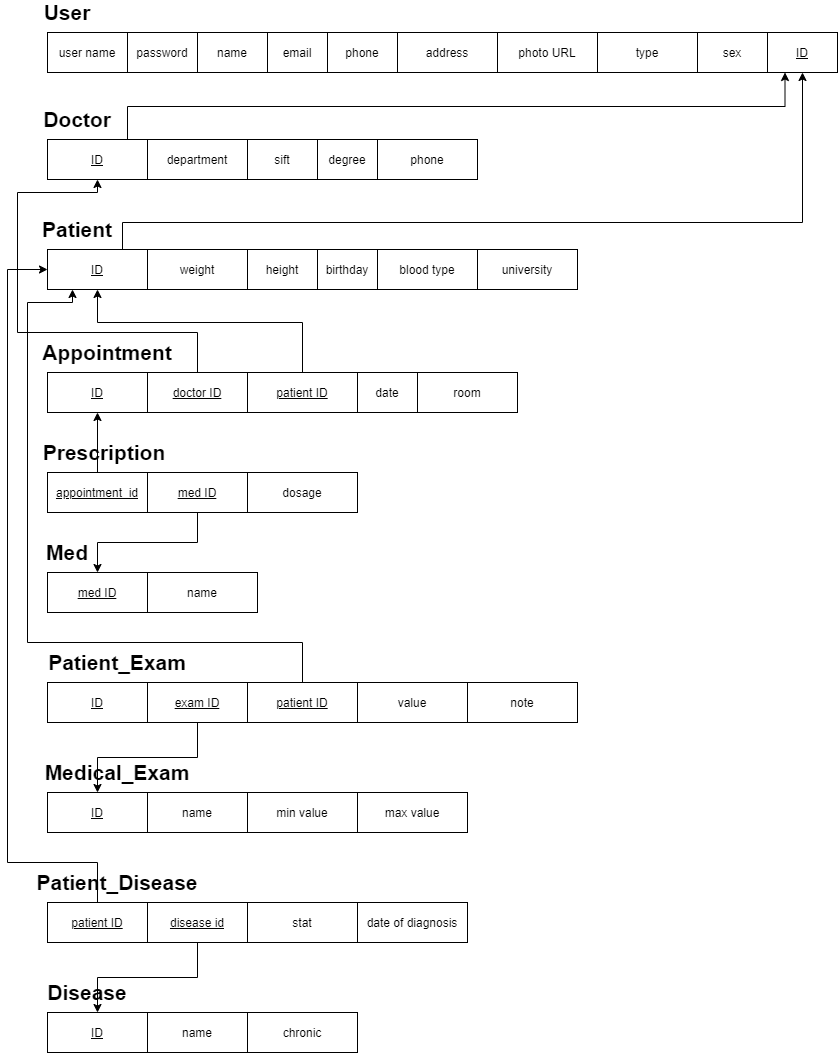 User
user name password name email phone address photo URL type sex ID
Doctor
ID department sift degree phone
Patient
ID weight height birthday blood type university
Appointment
ID doctor ID patient ID date room
Prescription
appointment_id med ID dosage
Med
med ID name
Patient_Exam
ID exam ID patient ID value note
Medical_Exam
ID name min value max value
Patient_Disease
patient ID disease id stat date of diagnosis
Disease
ID name chronic